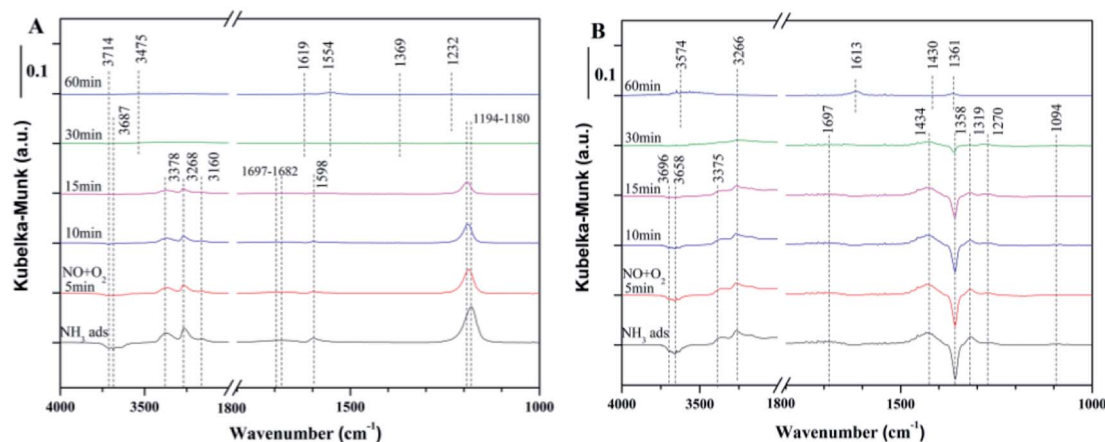 A
0.1
Kubelka-Munk (a.u.)
3714
3475
3687
1619
1554
1369
1232
60min
30min
3378
3268
3160
1697-1682
1598
1194-1180
15min
10min
NO+O2
5min
NH3 ads
4000
3500
1800
1500
1000
Wavenumber (cm-1)
B
0.1
Kubelka-Munk (a.u.)
3574
3266
1613
1430
1361
60min
1697
1434
1358
1319
1270
1094
30min
3696
3658
3375
15min
10min
NO+O2
5min
NH3 ads
4000
3500
1800
1500
1000
Wavenumber (cm-1)